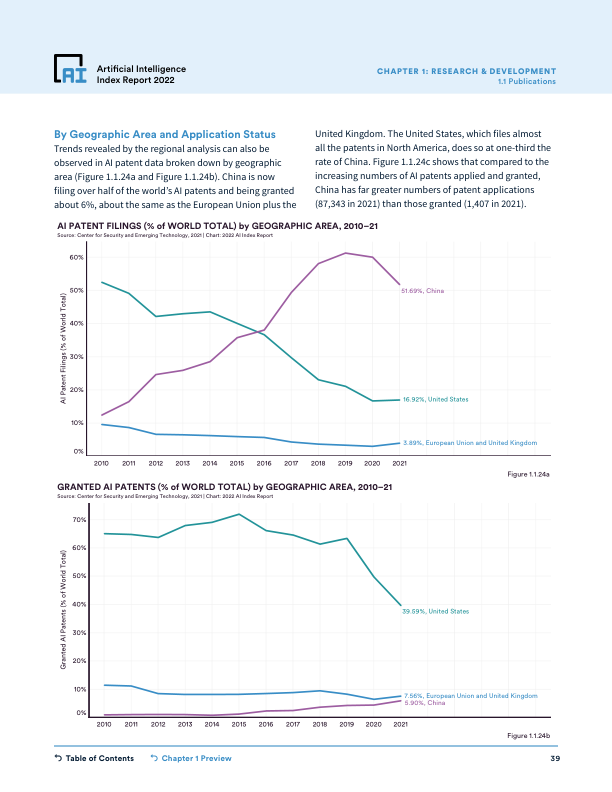 AI
Artificial Intelligence
Index Report 2022
CHAPTER 1: RESEARCH & DEVELOPMENT
1.1 Publications
By Geographic Area and Application Status
Trends revealed by the regional analysis can also be
observed in AI patent data broken down by geographic
area (Figure 1.1.24a and Figure 1.1.24b). China is now
filing over half of the world's AI patents and being granted
about 6%, about the same as the European Union plus the
United Kingdom. The United States, which files almost
all the patents in North America, does so at one-third the
rate of China. Figure 1.1.24c shows that compared to the
increasing numbers of AI patents applied and granted,
China has far greater numbers of patent applications
(87,343 in 2021) than those granted (1,407 in 2021).
AI PATENT FILINGS (% of WORLD TOTAL) by GEOGRAPHIC AREA, 2010–21
Source: Center for Security and Emerging Technology, 2021 | Chart: 2022 AI Index Report
AI Patent Filings (% of World Total)
60%
50%
40%
30%
20%
10%
0%
51.69%, China
16.92%, United States
3.89%, European Union and United Kingdom
2010 2011 2012 2013 2014 2015 2016 2017 2018 2019 2020 2021
Figure 1.1.24a
GRANTED AI PATENTS (% of WORLD TOTAL) by GEOGRAPHIC AREA, 2010–21
Source: Center for Security and Emerging Technology, 2021 | Chart: 2022 AI Index Report
Granted AI Patents (% of World Total)
70%
60%
50%
40%
30%
20%
10%
0%
39.59%, United States
7.56%, European Union and United Kingdom
5.90%, China
2010 2011 2012 2013 2014 2015 2016 2017 2018 2019 2020 2021
Figure 1.1.24b
Table of Contents
Chapter 1 Preview
39